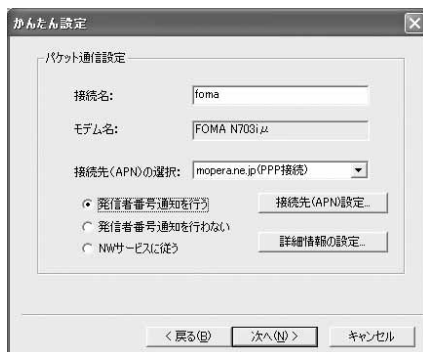 かんたん設定
パケット通信設定
接続名: foma
モデム名: FOMA N703iμ
接続先(APN)の選択: mopera.ne.jp(PPP接続)
発信者番号通知を行う 接続先(APN)設定...
発信者番号通知を行わない
NWサービスに従う 詳細情報の設定...
< 戻る(B) 次へ(N) > キャンセル